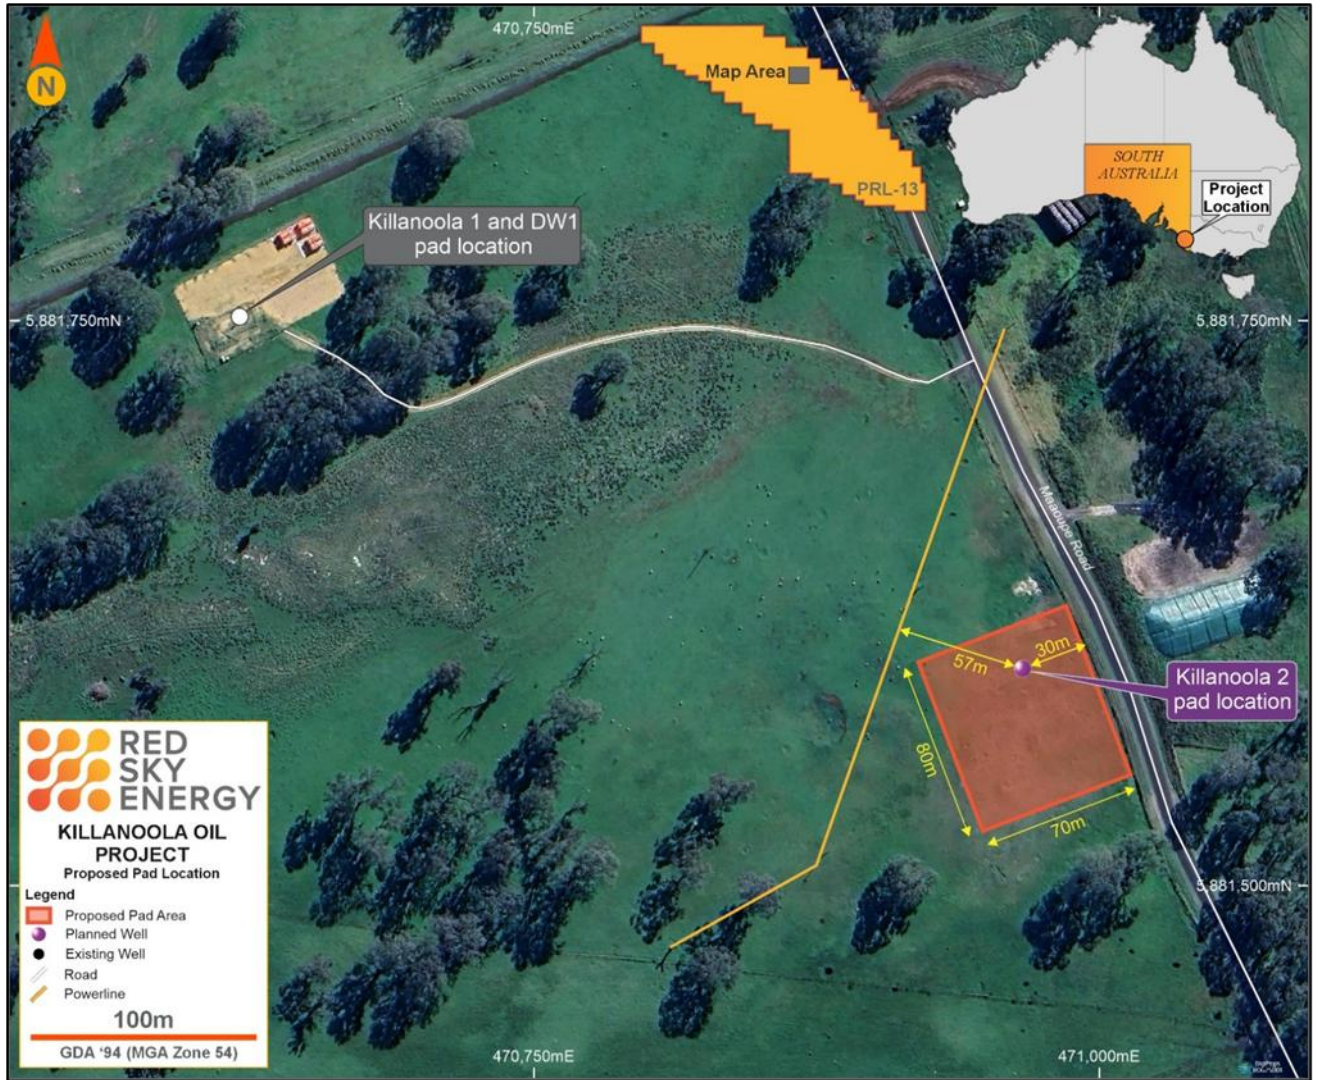 470,750mE
N
Map Area
PRL-13
SOUTH
AUSTRALIA
Project
Location
Killanoola 1 and DW1
pad location
5,881,750mN
5,881,750mN
Maaoupe Road
57m
30m
80m
70m
Killanoola 2
pad location
RED
SKY
ENERGY
KILLANOOLA OIL
PROJECT
Proposed Pad Location
Legend
Proposed Pad Area
Planned Well
Existing Well
Road
Powerline
100m
GDA '94 (MGA Zone 54)
5,881,500mN
470,750mE
471,000mE